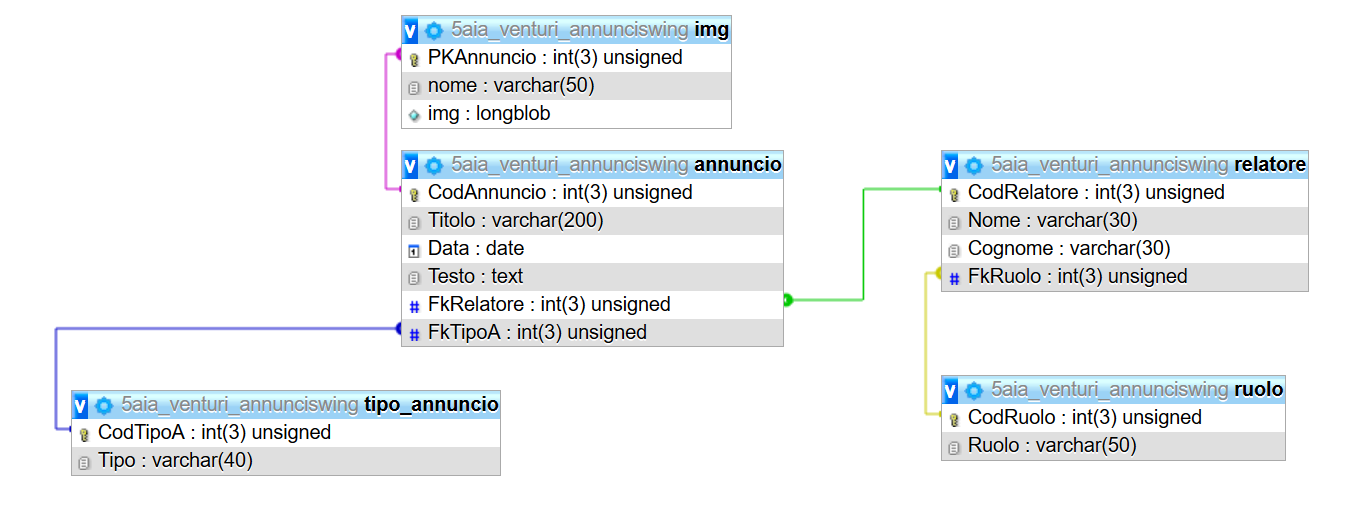 v 5aia_venturi_annunciswing img
PKAnnuncio : int(3) unsigned
nome : varchar(50)
img : longblob
v 5aia_venturi_annunciswing annuncio
CodAnnuncio : int(3) unsigned
Titolo : varchar(200)
Data : date
Testo : text
# FkRelatore : int(3) unsigned
# FkTipoA : int(3) unsigned
v 5aia_venturi_annunciswing relatore
CodRelatore : int(3) unsigned
Nome : varchar(30)
Cognome : varchar(30)
# FkRuolo : int(3) unsigned
v 5aia_venturi_annunciswing tipo_annuncio
CodTipoA : int(3) unsigned
Tipo : varchar(40)
v 5aia_venturi_annunciswing ruolo
CodRuolo : int(3) unsigned
Ruolo : varchar(50)